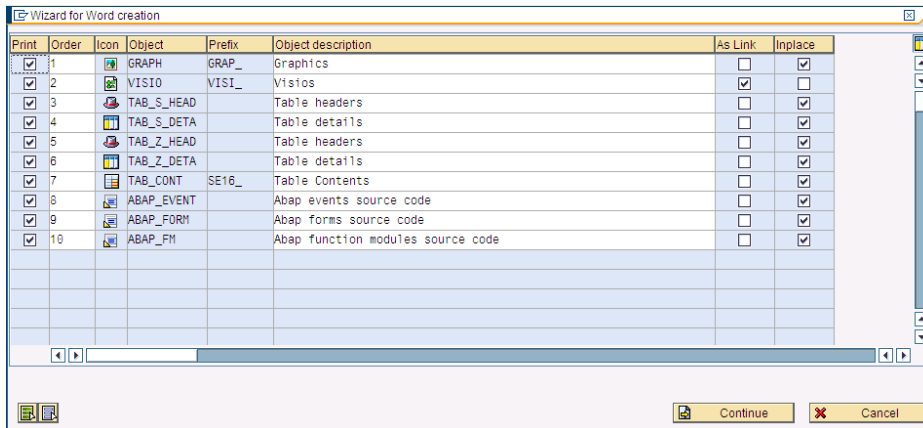 Wizard for Word creation
Print Order Icon Object Prefix Object description As Link Inplace
1 GRAPH GRAP_ Graphics
2 VISIO VISI_ Visios
3 TAB_S_HEAD Table headers
4 TAB_S_DETA Table details
5 TAB_Z_HEAD Table headers
6 TAB_Z_DETA Table details
7 TAB_CONT SE16_ Table Contents
8 ABAP_EVENT Abap events source code
9 ABAP_FORM Abap forms source code
10 ABAP_FM Abap function modules source code
Continue Cancel